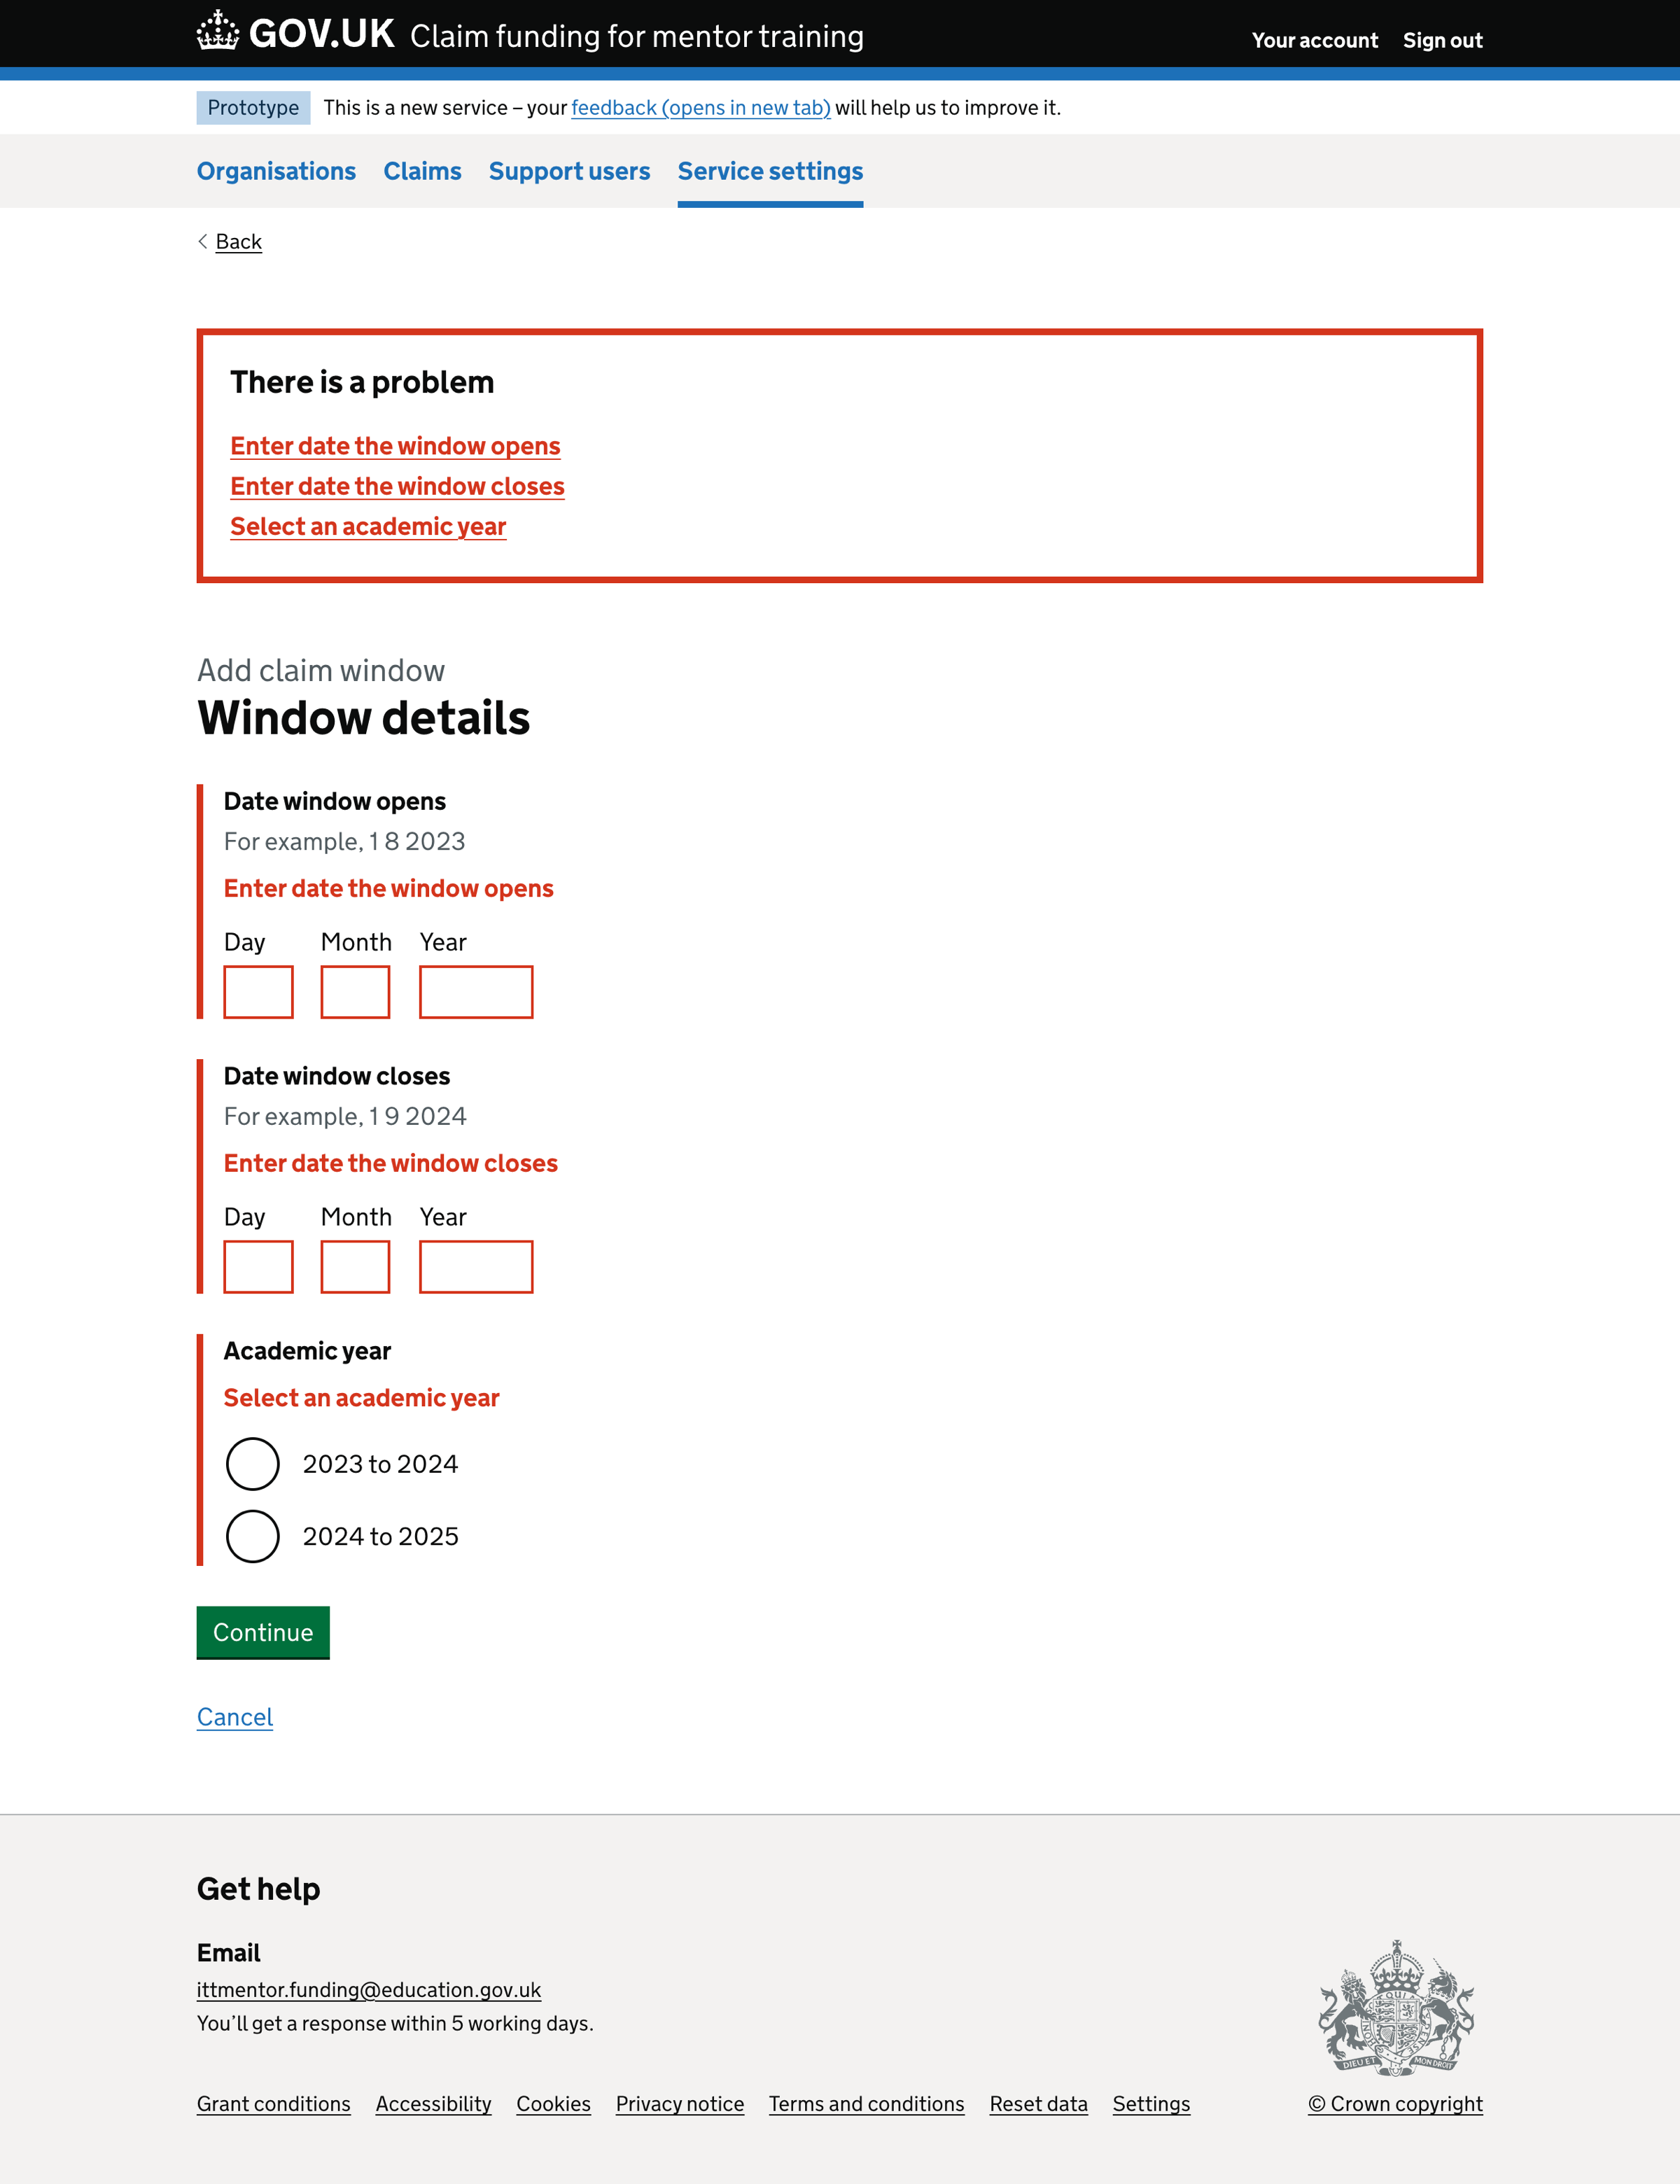 GOV.UK Claim funding for mentor training
Your account Sign out
Prototype This is a new service – your feedback (opens in new tab) will help us to improve it.
Organisations Claims Support users Service settings
Back
There is a problem
Enter date the window opens
Enter date the window closes
Select an academic year
Add claim window
Window details
Date window opens
For example, 1 8 2023
Enter date the window opens
Day Month Year
Date window closes
For example, 1 9 2024
Enter date the window closes
Day Month Year
Academic year
Select an academic year
2023 to 2024
2024 to 2025
Continue
Cancel
Get help
Email
ittmentor.funding@education.gov.uk
You’ll get a response within 5 working days.
DIEU ET MON DROIT
Grant conditions Accessibility Cookies Privacy notice Terms and conditions Reset data Settings
© Crown copyright